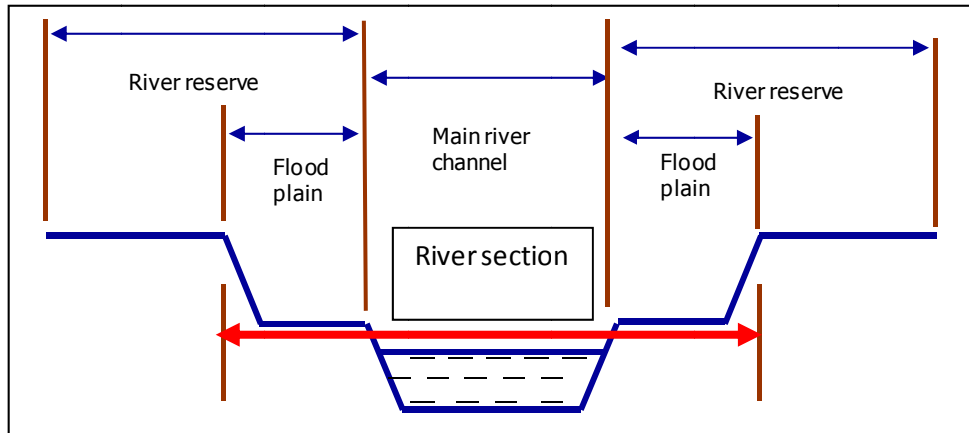 River reserve
Flood
plain
Main river
channel
River reserve
Flood
plain
River section